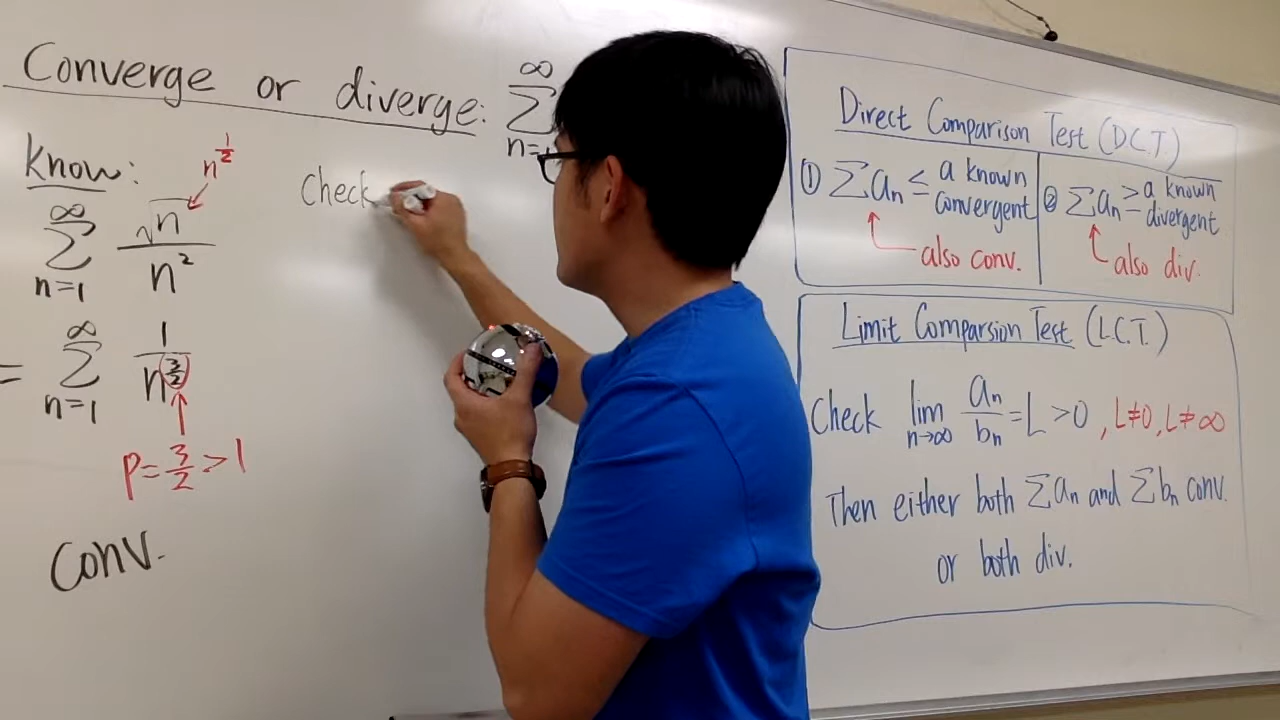 Converge or diverge: ∞
∑
n=1
Know: n^(1/2)
∞
∑ √n / n²
n=1
∞
= ∑ 1 / n^(3/2)
n=1
p = 3/2 > 1
Conv.
Check
Direct Comparison Test (D.C.T.)
① ∑an ≤ a known convergent
also conv.
② ∑an ≥ a known divergent
also div.
Limit Comparsion Test (L.C.T.)
Check lim n→∞ an/bn = L > 0, L≠0, L≠∞
Then either both ∑an and ∑bn conv.
or both div.